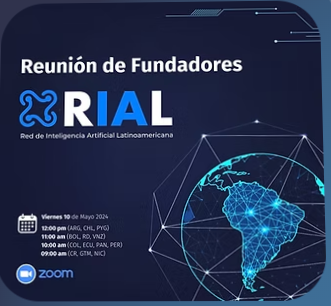 Reunión de Fundadores
RIAL
Red de Inteligencia Artificial Latinoamericana
Viernes 10 de Mayo 2024
12:00 pm (ARG, CHL, PYG)
11:00 am (BOL, RD, VNZ)
10:00 am (COL, ECU, PAN, PER)
09:00 am (CR, GTM, NIC)
zoom